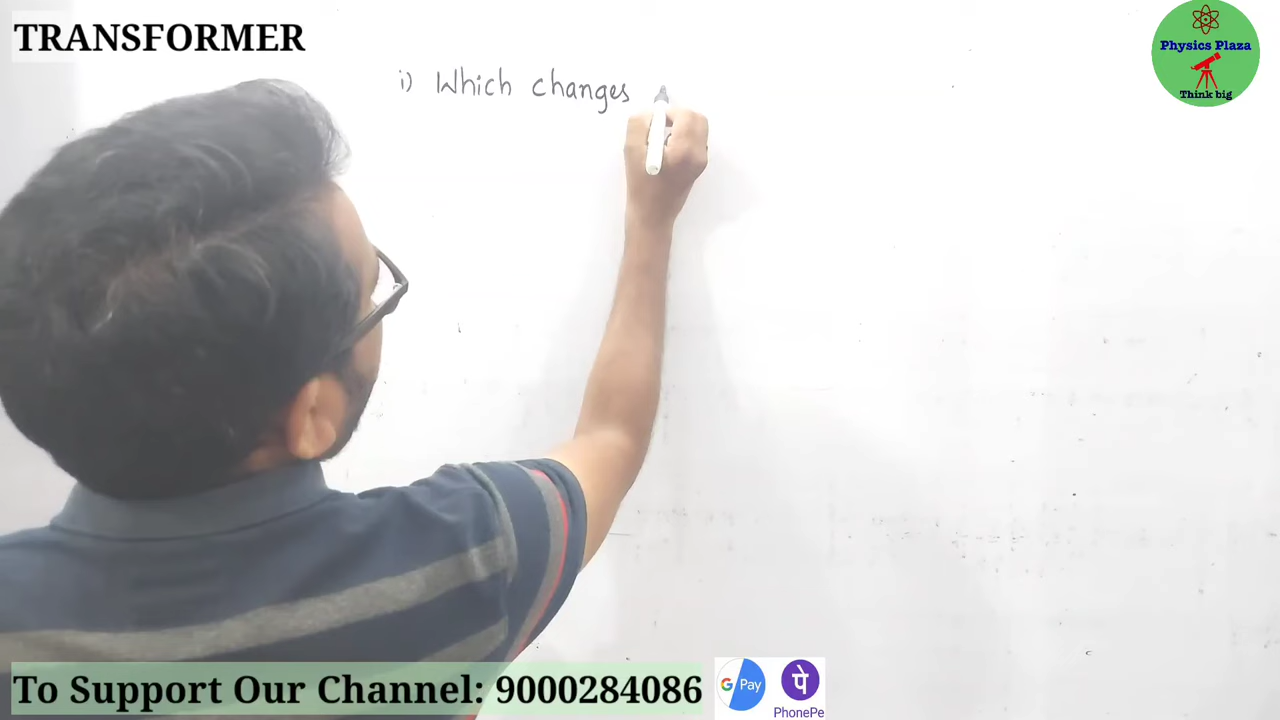 TRANSFORMER
i) Which changes
Physics Plaza
Think big
To Support Our Channel: 9000284086
G Pay
पे
PhonePe